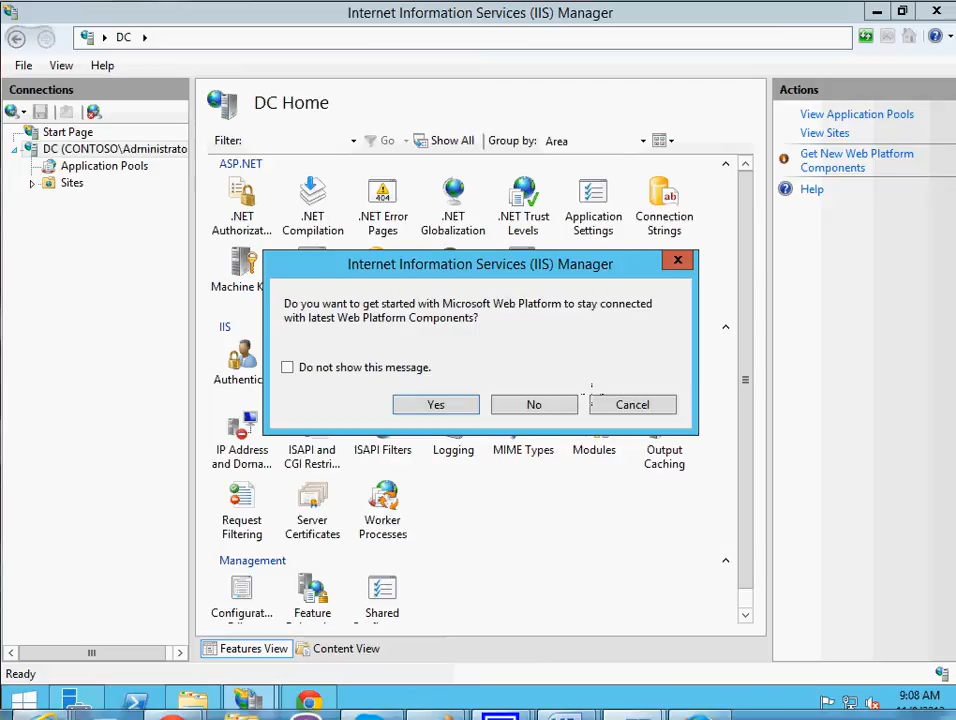 Internet Information Services (IIS) Manager
DC
File View Help
Connections
Start Page
DC (CONTOSO\Administrato
Application Pools
Sites
DC Home
Filter: Go Show All Group by: Area
ASP.NET
.NET Authorizat...
.NET Compilation
.NET Error Pages
.NET Globalization
.NET Trust Levels
Application Settings
Connection Strings
Machine K
Internet Information Services (IIS) Manager
Do you want to get started with Microsoft Web Platform to stay connected
with latest Web Platform Components?
Do not show this message.
Yes No Cancel
IIS
Authentic
IP Address and Domai...
ISAPI and CGI Restri...
ISAPI Filters
Logging
MIME Types
Modules
Output Caching
Request Filtering
Server Certificates
Worker Processes
Management
Configurat...
Feature
Shared
Features View Content View
Actions
View Application Pools
View Sites
Get New Web Platform
Components
Help
Ready
9:08 AM